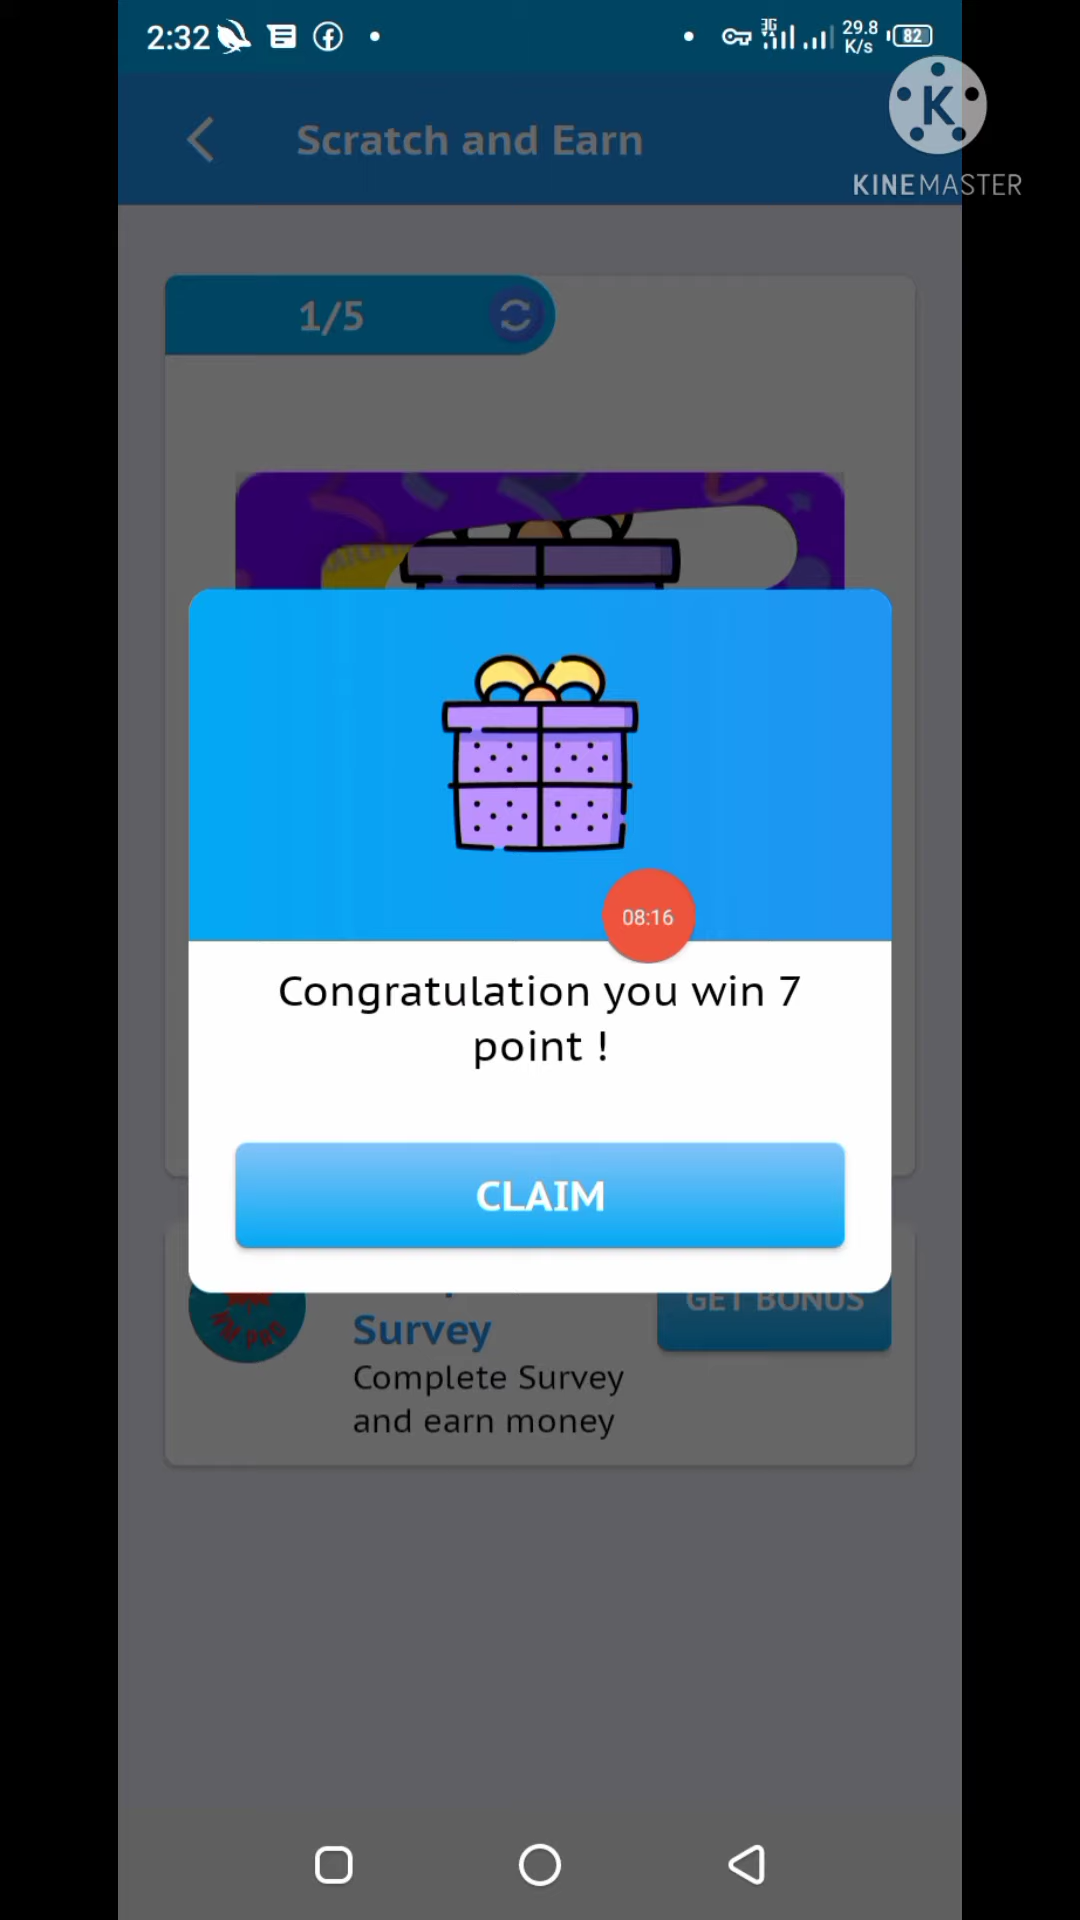 2:32
3G
29.8
K/s
82
K
KINEMASTER
Scratch and Earn
1/5
08:16
Congratulation you win 7
point !
CLAIM
GET BONUS
Survey
Complete Survey
and earn money